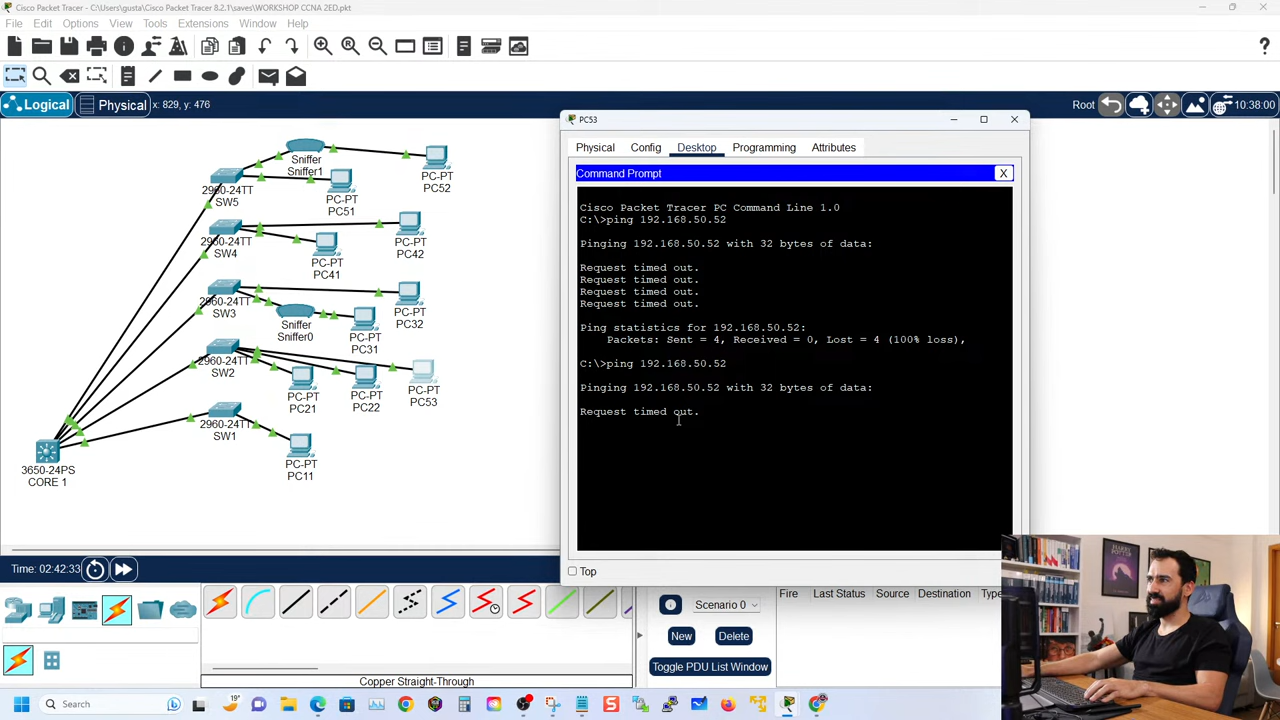 Cisco Packet Tracer - C:\Users\gusta\Cisco Packet Tracer 8.2.1\saves\WORKSHOP CCNA 2ED.pkt
File Edit Options View Tools Extensions Window Help
Logical Physical x: 829, y: 476
Root 10:38:00
Sniffer
Sniffer1
PC-PT
PC52
2960-24TT
SW5
PC-PT
PC51
2960-24TT
SW4
PC-PT
PC42
PC-PT
PC41
2960-24TT
SW3
PC-PT
PC32
Sniffer
Sniffer0
PC-PT
PC31
2960-24TT
SW2
PC-PT
PC21
PC-PT
PC22
PC-PT
PC53
2960-24TT
SW1
PC-PT
PC11
3650-24PS
CORE 1
PC53
Physical Config Desktop Programming Attributes
Command Prompt X
Cisco Packet Tracer PC Command Line 1.0
C:\>ping 192.168.50.52
Pinging 192.168.50.52 with 32 bytes of data:
Request timed out.
Request timed out.
Request timed out.
Request timed out.
Ping statistics for 192.168.50.52:
Packets: Sent = 4, Received = 0, Lost = 4 (100% loss),
C:\>ping 192.168.50.52
Pinging 192.168.50.52 with 32 bytes of data:
Request timed out.
Top
Time: 02:42:33
Scenario 0
Fire Last Status Source Destination Type
New Delete
Toggle PDU List Window
Copper Straight-Through
Search
19°